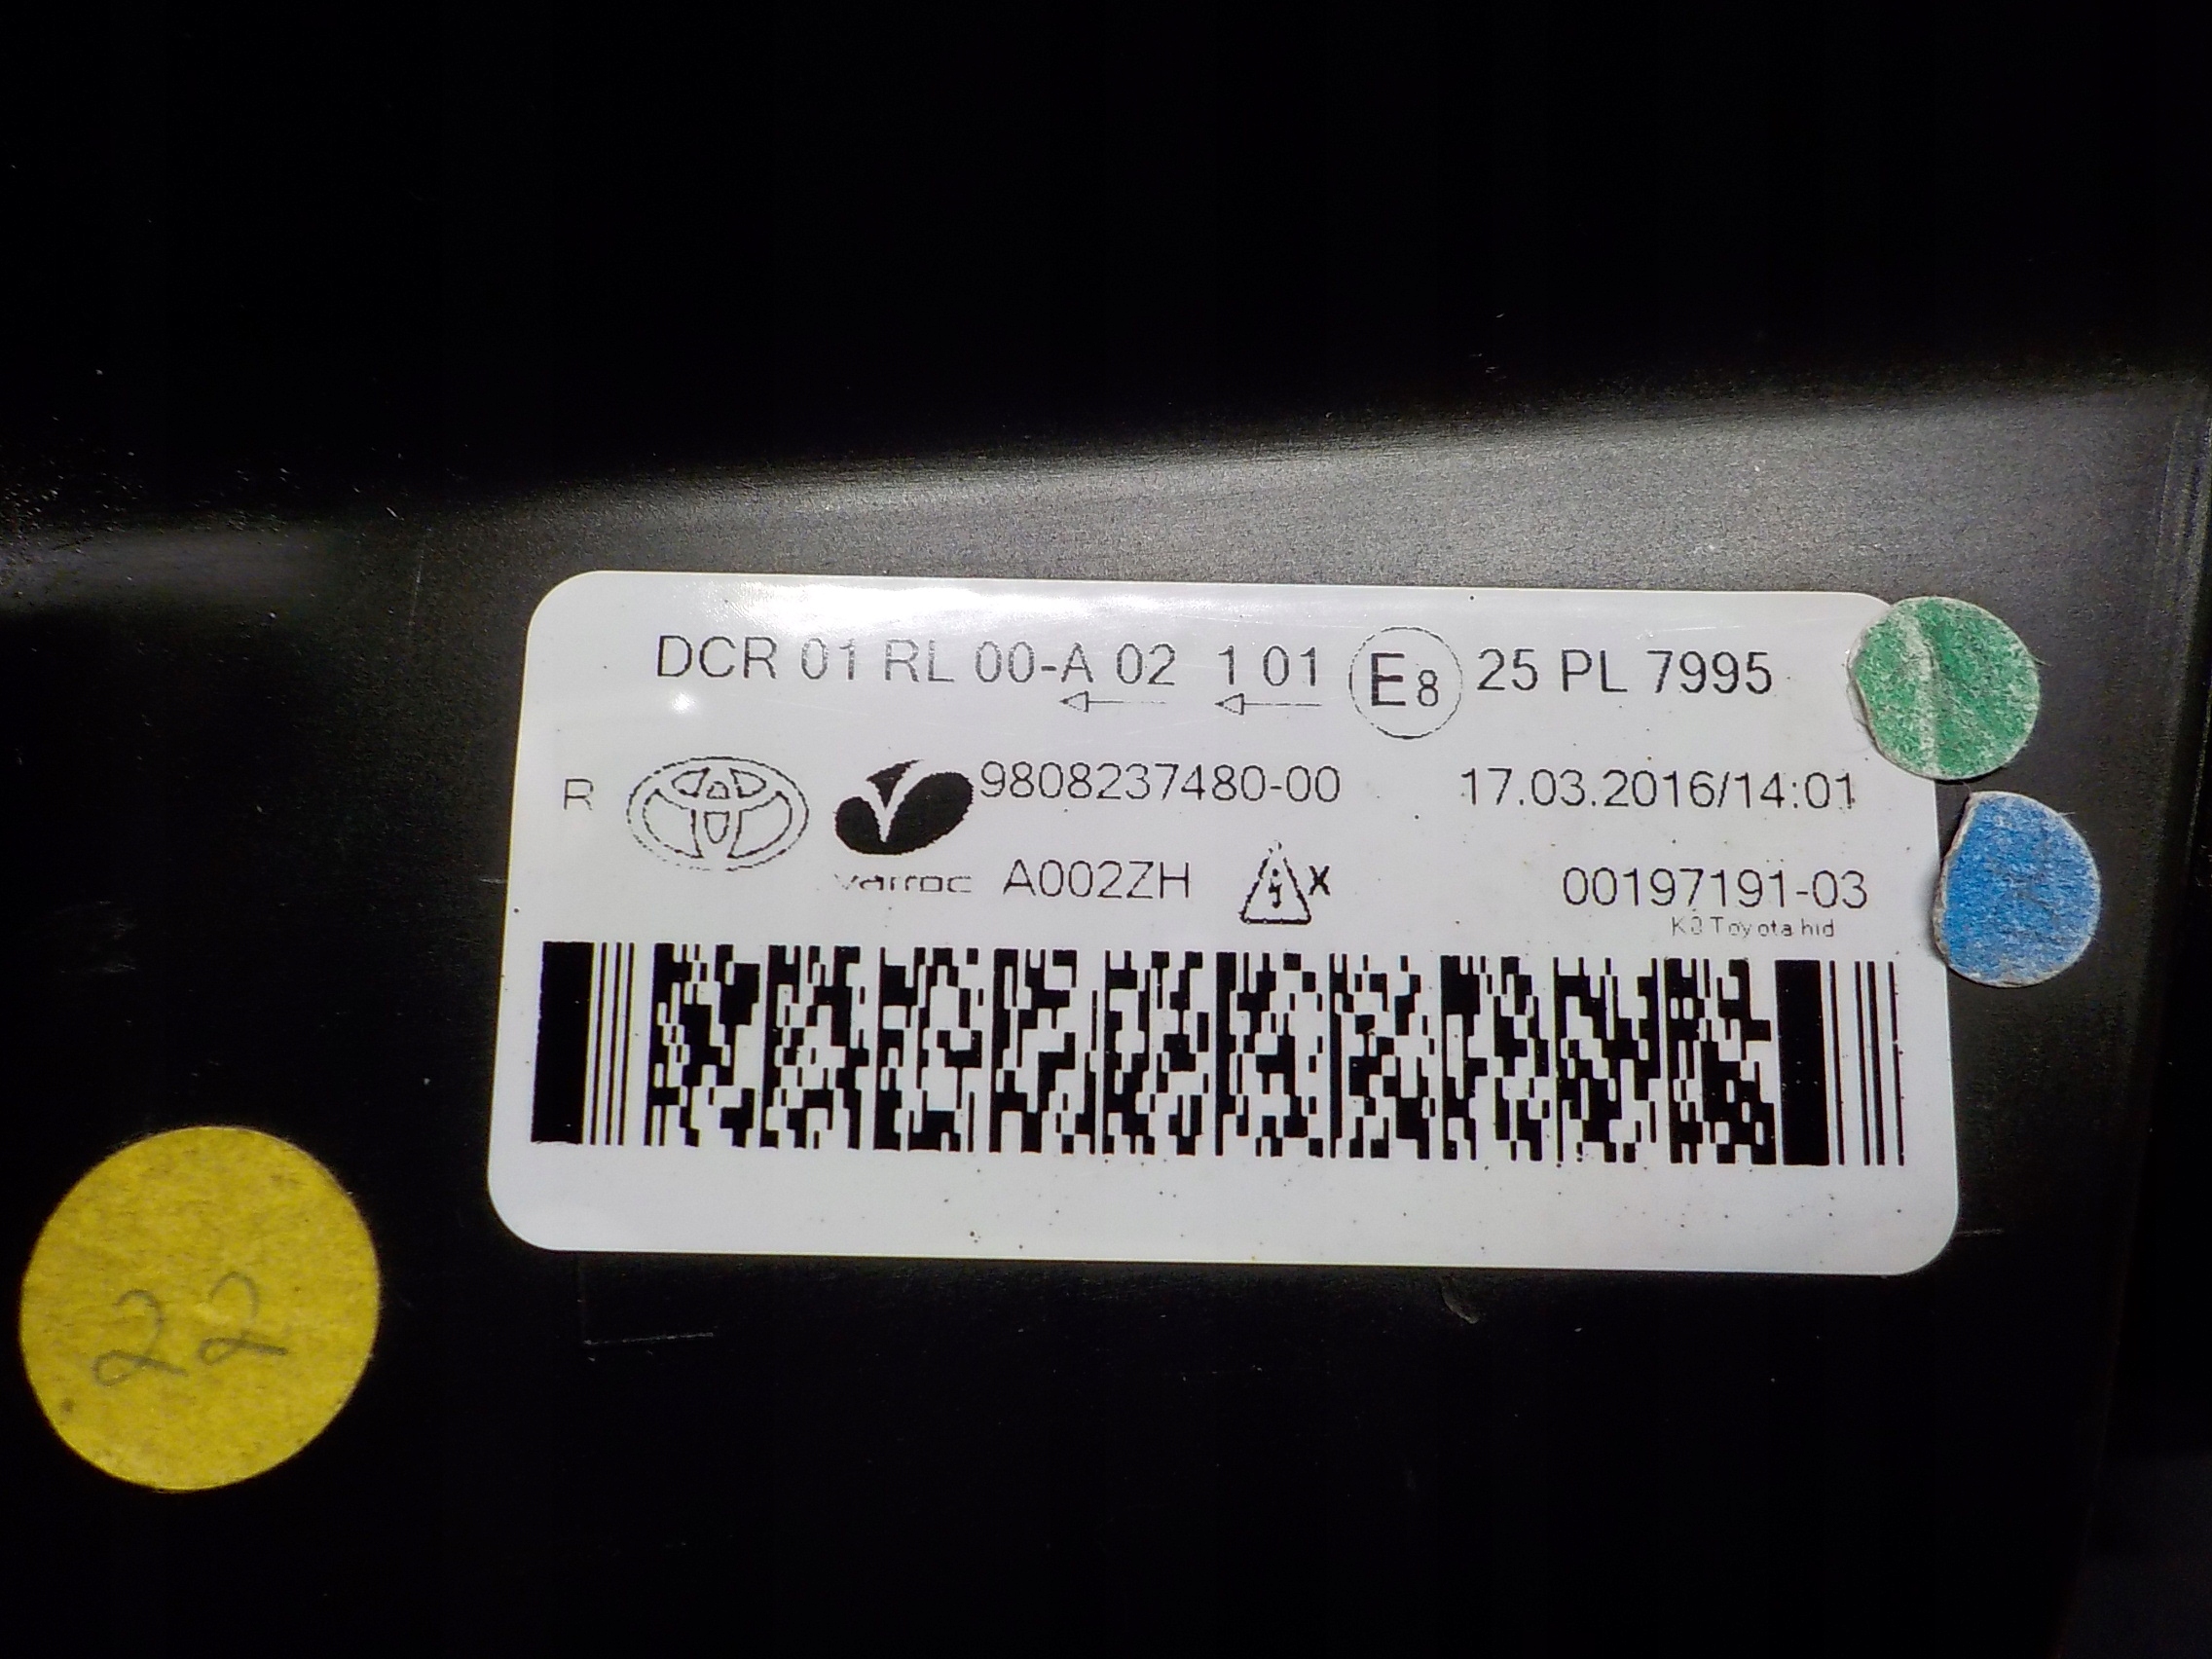 DCR 01 RL 00-A 02 1 01 E8 25 PL 7995
R 9808237480-00 17.03.2016/14:01
varroc A002ZH X 00197191-03
Toyota hid
22